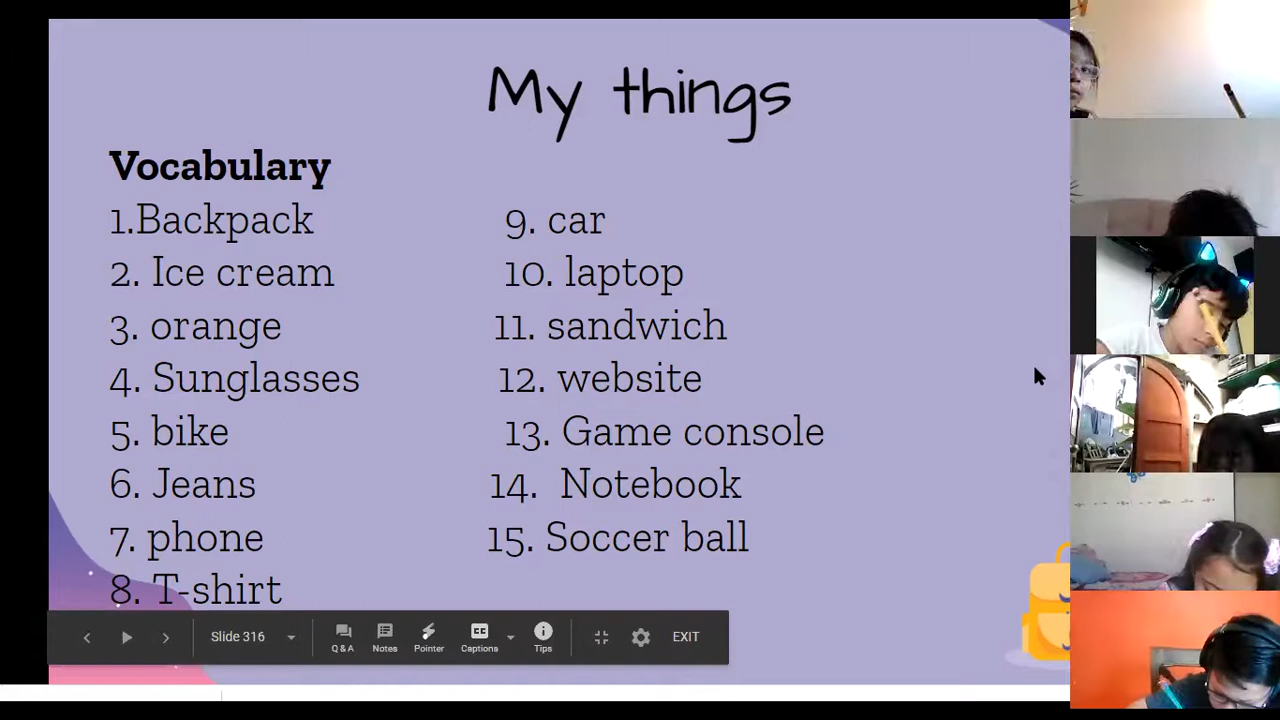 My things
Vocabulary
1.Backpack
2. Ice cream
3. orange
4. Sunglasses
5. bike
6. Jeans
7. phone
8. T-shirt
9. car
10. laptop
11. sandwich
12. website
13. Game console
14. Notebook
15. Soccer ball
Slide 316
Q & A
Notes
Pointer
CC
Captions
Tips
EXIT